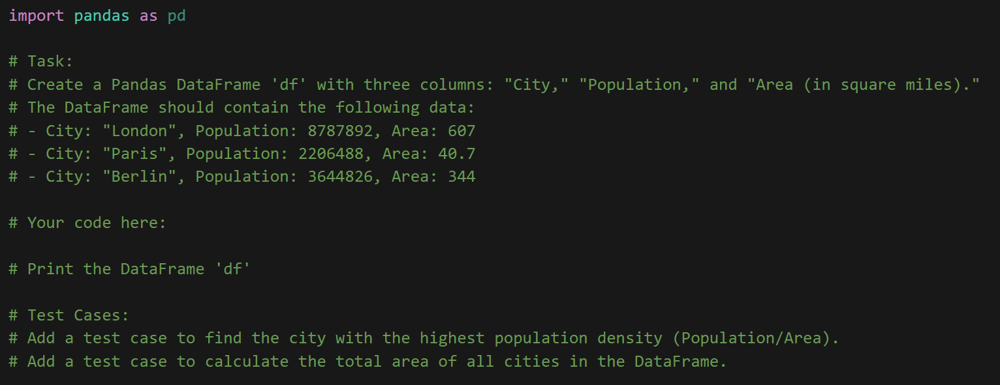 import pandas as pd
# Task:
# Create a Pandas DataFrame 'df' with three columns: "City," "Population," and "Area (in square miles)."
# The DataFrame should contain the following data:
# - City: "London", Population: 8787892, Area: 607
# - City: "Paris", Population: 2206488, Area: 40.7
# - City: "Berlin", Population: 3644826, Area: 344
# Your code here:
# Print the DataFrame 'df'
# Test Cases:
# Add a test case to find the city with the highest population density (Population/Area).
# Add a test case to calculate the total area of all cities in the DataFrame.